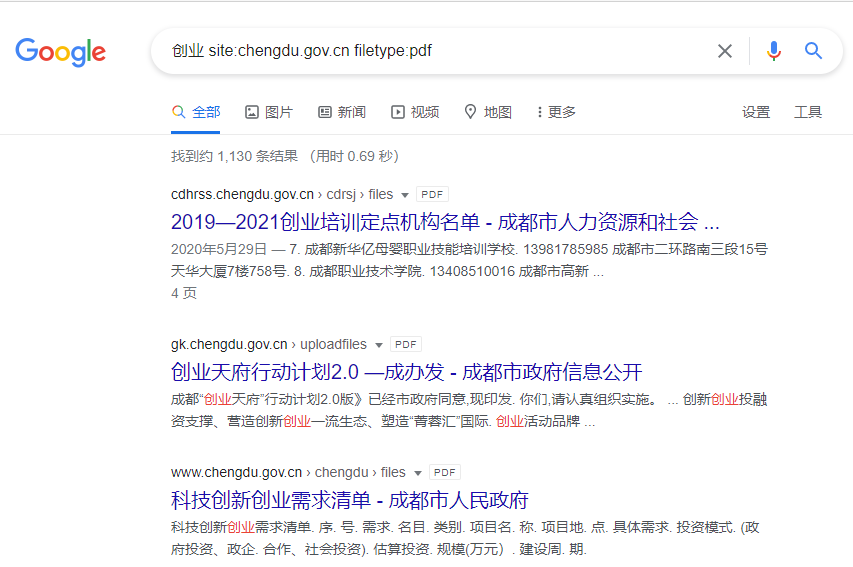 Google
创业 site:chengdu.gov.cn filetype:pdf
全部 图片 新闻 视频 地图 更多 设置 工具
找到约 1,130 条结果 （用时 0.69 秒）
cdhrss.chengdu.gov.cn › cdrsj › files PDF
2019—2021创业培训定点机构名单 - 成都市人力资源和社会 ...
2020年5月29日 — 7. 成都新华亿母婴职业技能培训学校. 13981785985 成都市二环路南三段15号
天华大厦7楼758号. 8. 成都职业技术学院. 13408510016 成都市高新 ...
4 页
gk.chengdu.gov.cn › uploadfiles PDF
创业天府行动计划2.0 —成办发 - 成都市政府信息公开
成都“创业天府”行动计划2.0版》已经市政府同意,现印发. 你们,请认真组织实施。 ... 创新创业投融
资支撑、营造创新创业一流生态、塑造“菁蓉汇”国际. 创业活动品牌 ...
www.chengdu.gov.cn › chengdu › files PDF
科技创新创业需求清单 - 成都市人民政府
科技创新创业需求清单. 序. 号. 需求. 名目. 类别. 项目名. 称. 项目地. 点. 具体需求. 投资模式. (政
府投资、政企. 合作、社会投资). 估算投资. 规模(万元）. 建设周. 期.